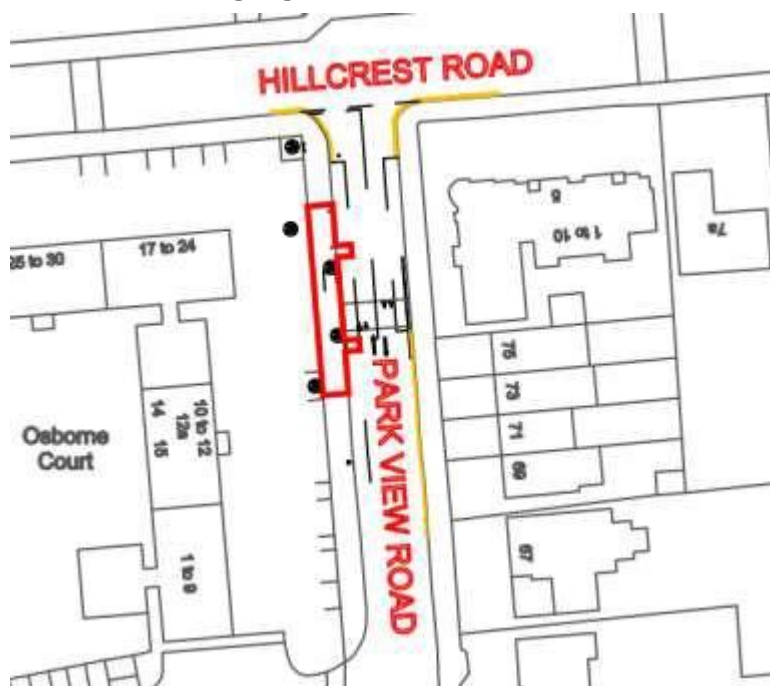 HILLCREST ROAD
PARK VIEW ROAD
25 to 30
17 to 24
10 to 12
12a
14
15
Osborne
Court
1 to 9
1 to 10
7a
75
73
71
69
67